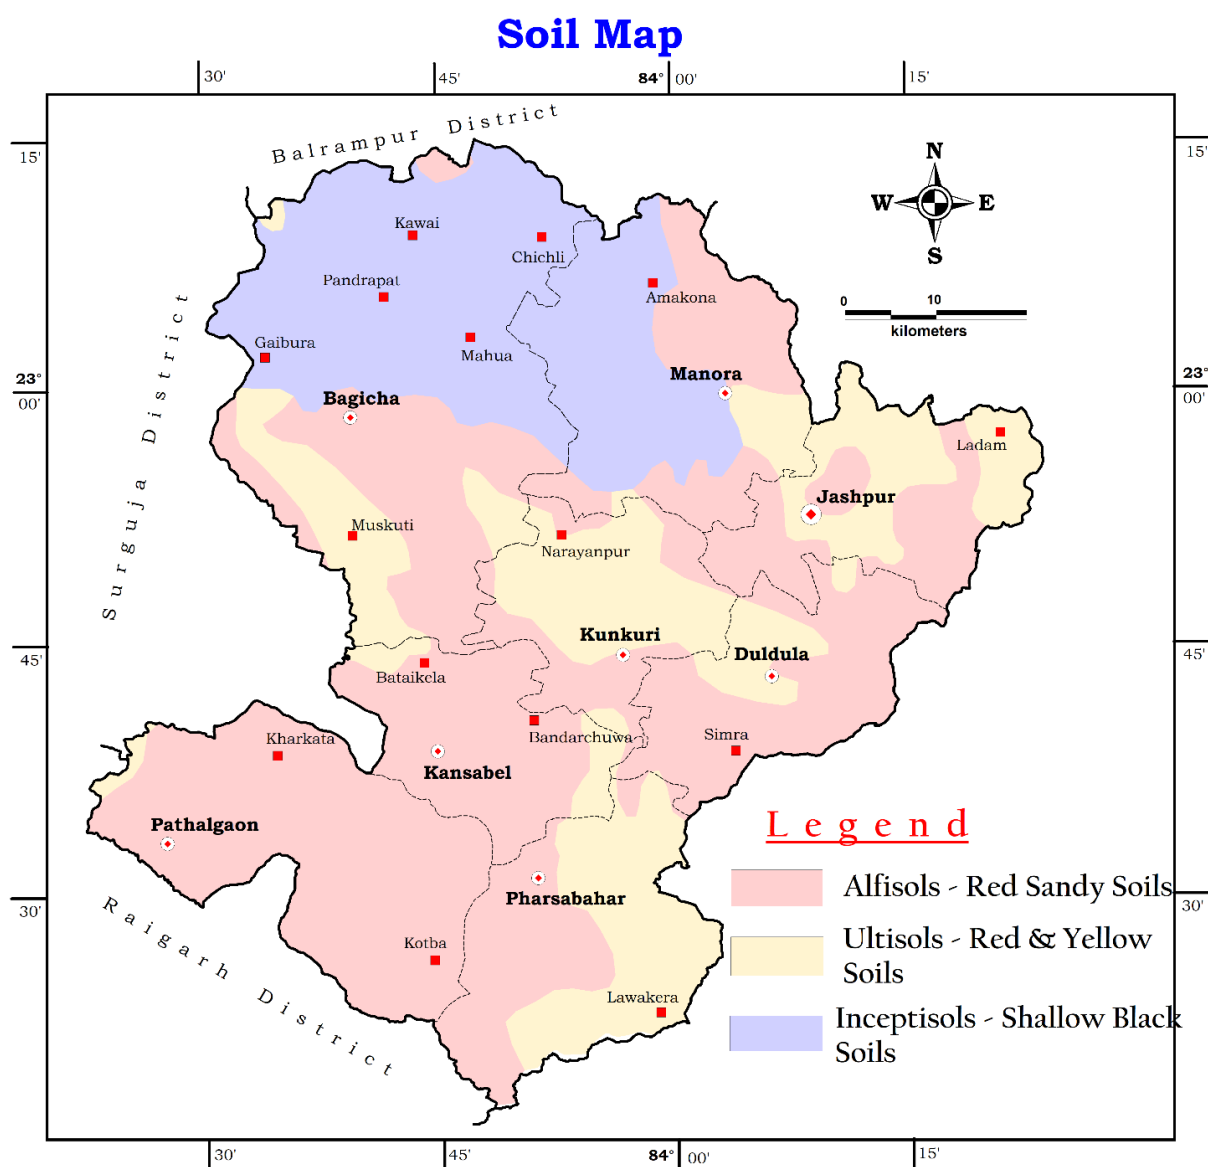 Soil Map
30'
45'
84° 00'
15'
Balrampur District
15'
15'
N
W E
S
Kawai
Chichli
Pandrapat
Amakona
0 10
kilometers
Gaibura
Mahua
Surguja District
Manora
23°
00'
23°
00'
Bagicha
Ladam
Jashpur
Muskuti
Narayanpur
Kunkuri
Duldula
45'
45'
Bataikela
Bandarchuwa
Simra
Kharkata
Kansabel
Pathalgaon
Legend
Alfisols - Red Sandy Soils
Pharsabahar
30'
30'
Raigarh District
Ultisols - Red & Yellow
Soils
Kotba
Lawakera
Inceptisols - Shallow Black
Soils
30'
45'
84° 00'
15'